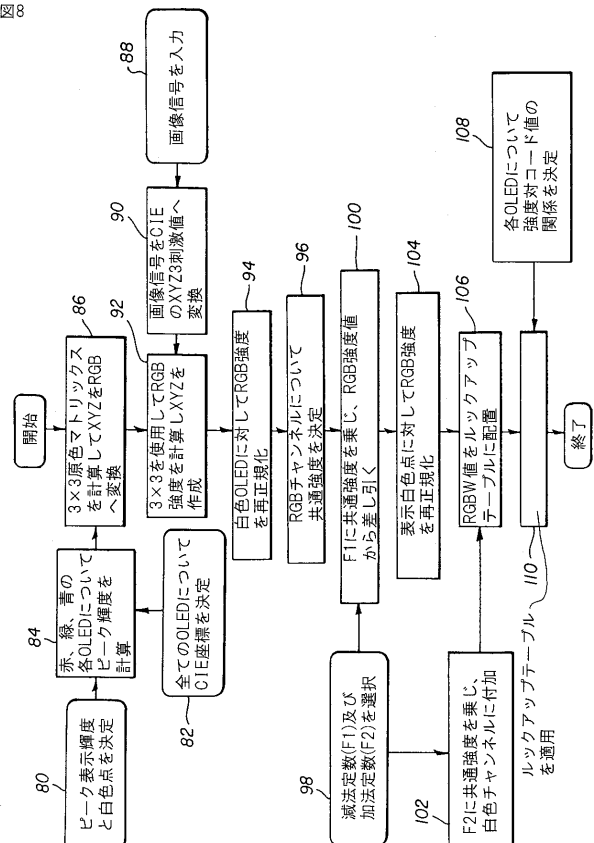 図8
開始
80
ピーク表示輝度
と白色点を決定
84
赤、緑、青の
各OLEDについて
ピーク輝度を
計算
82
全てのOLEDについて
CIE座標を決定
86
3×3原色マトリックス
を計算してXYZをRGB
へ変換
88
画像信号を入力
90
画像信号をCIE
のXYZ3刺激値へ
変換
92
3×3を使用してRGB
強度を計算しXYZを
作成
94
白色OLEDに対してRGB強度
を再正規化
96
RGBチャンネルについて
共通強度を決定
98
減法定数(F1)及び
加法定数(F2)を選択
100
F1に共通強度を乗じ、RGB強度値
から差し引く
102
F2に共通強度を乗じ、
白色チャンネルに付加
104
表示白色点に対してRGB強度
を再正規化
106
RGBW値をルックアップ
テーブルに配置
108
各OLEDについて
強度対コード値の
関係を決定
110
ルックアップテーブル
を適用
終了